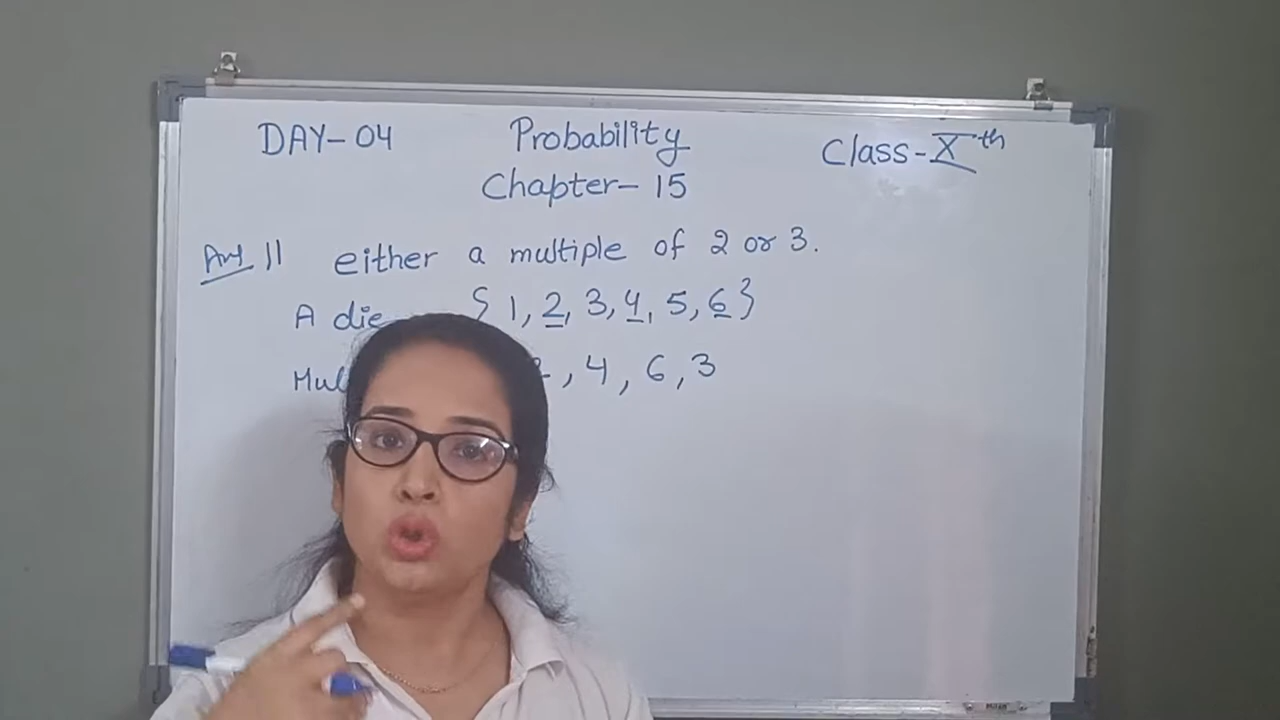 DAY-04 Probability Class-Xth
Chapter-15
Ans 11 either a multiple of 2 or 3.
A die { 1, 2, 3, 4, 5, 6 }
, 4, 6, 3